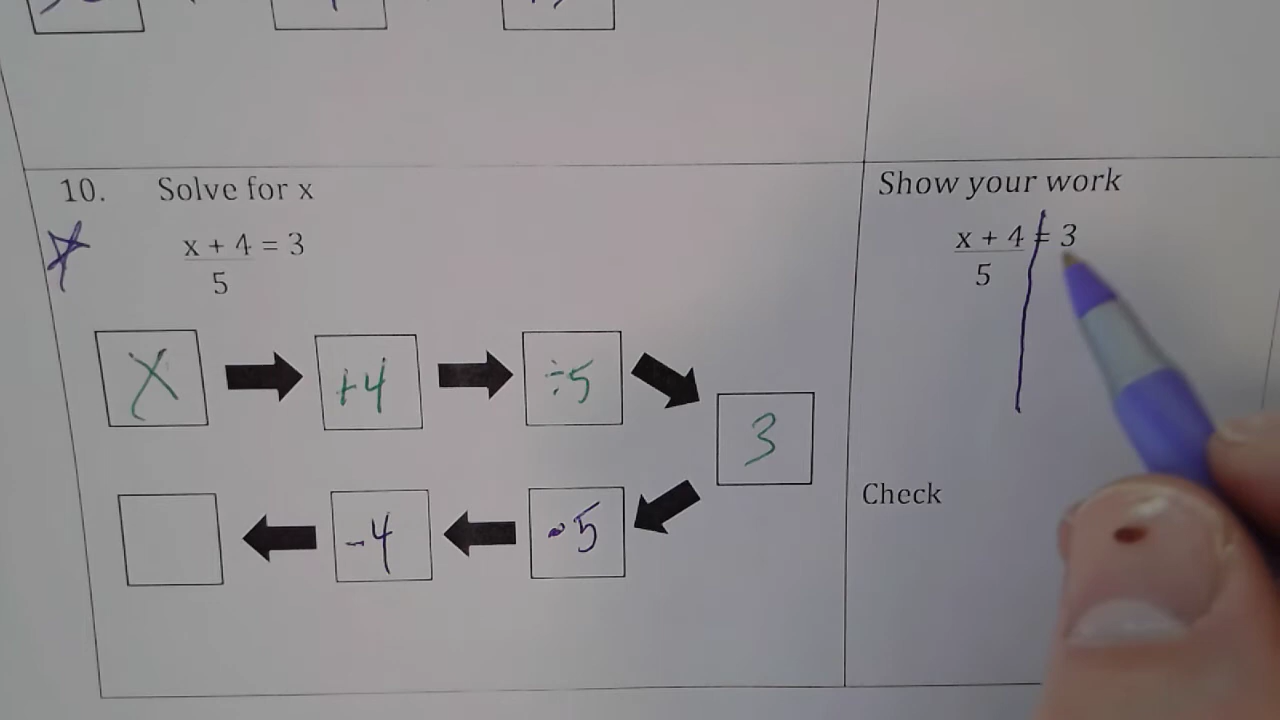 10. Solve for x
x + 4 = 3
5
X +4 ÷5
3
-4 •5
Show your work
x + 4 = 3
5
Check